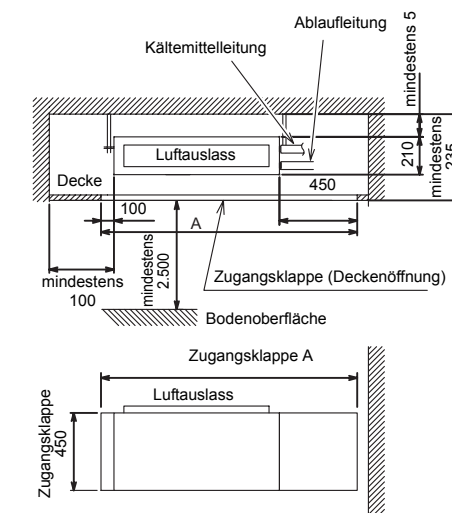 Ablaufleitung
Kältemittelleitung
mindestens 5
Luftauslass
210
mindestens
235
Decke
450
100
A
mindestens
100
mindestens
2.500
Zugangsklappe (Deckenöffnung)
Bodenoberfläche
Zugangsklappe A
Luftauslass
Zugangsklappe
450